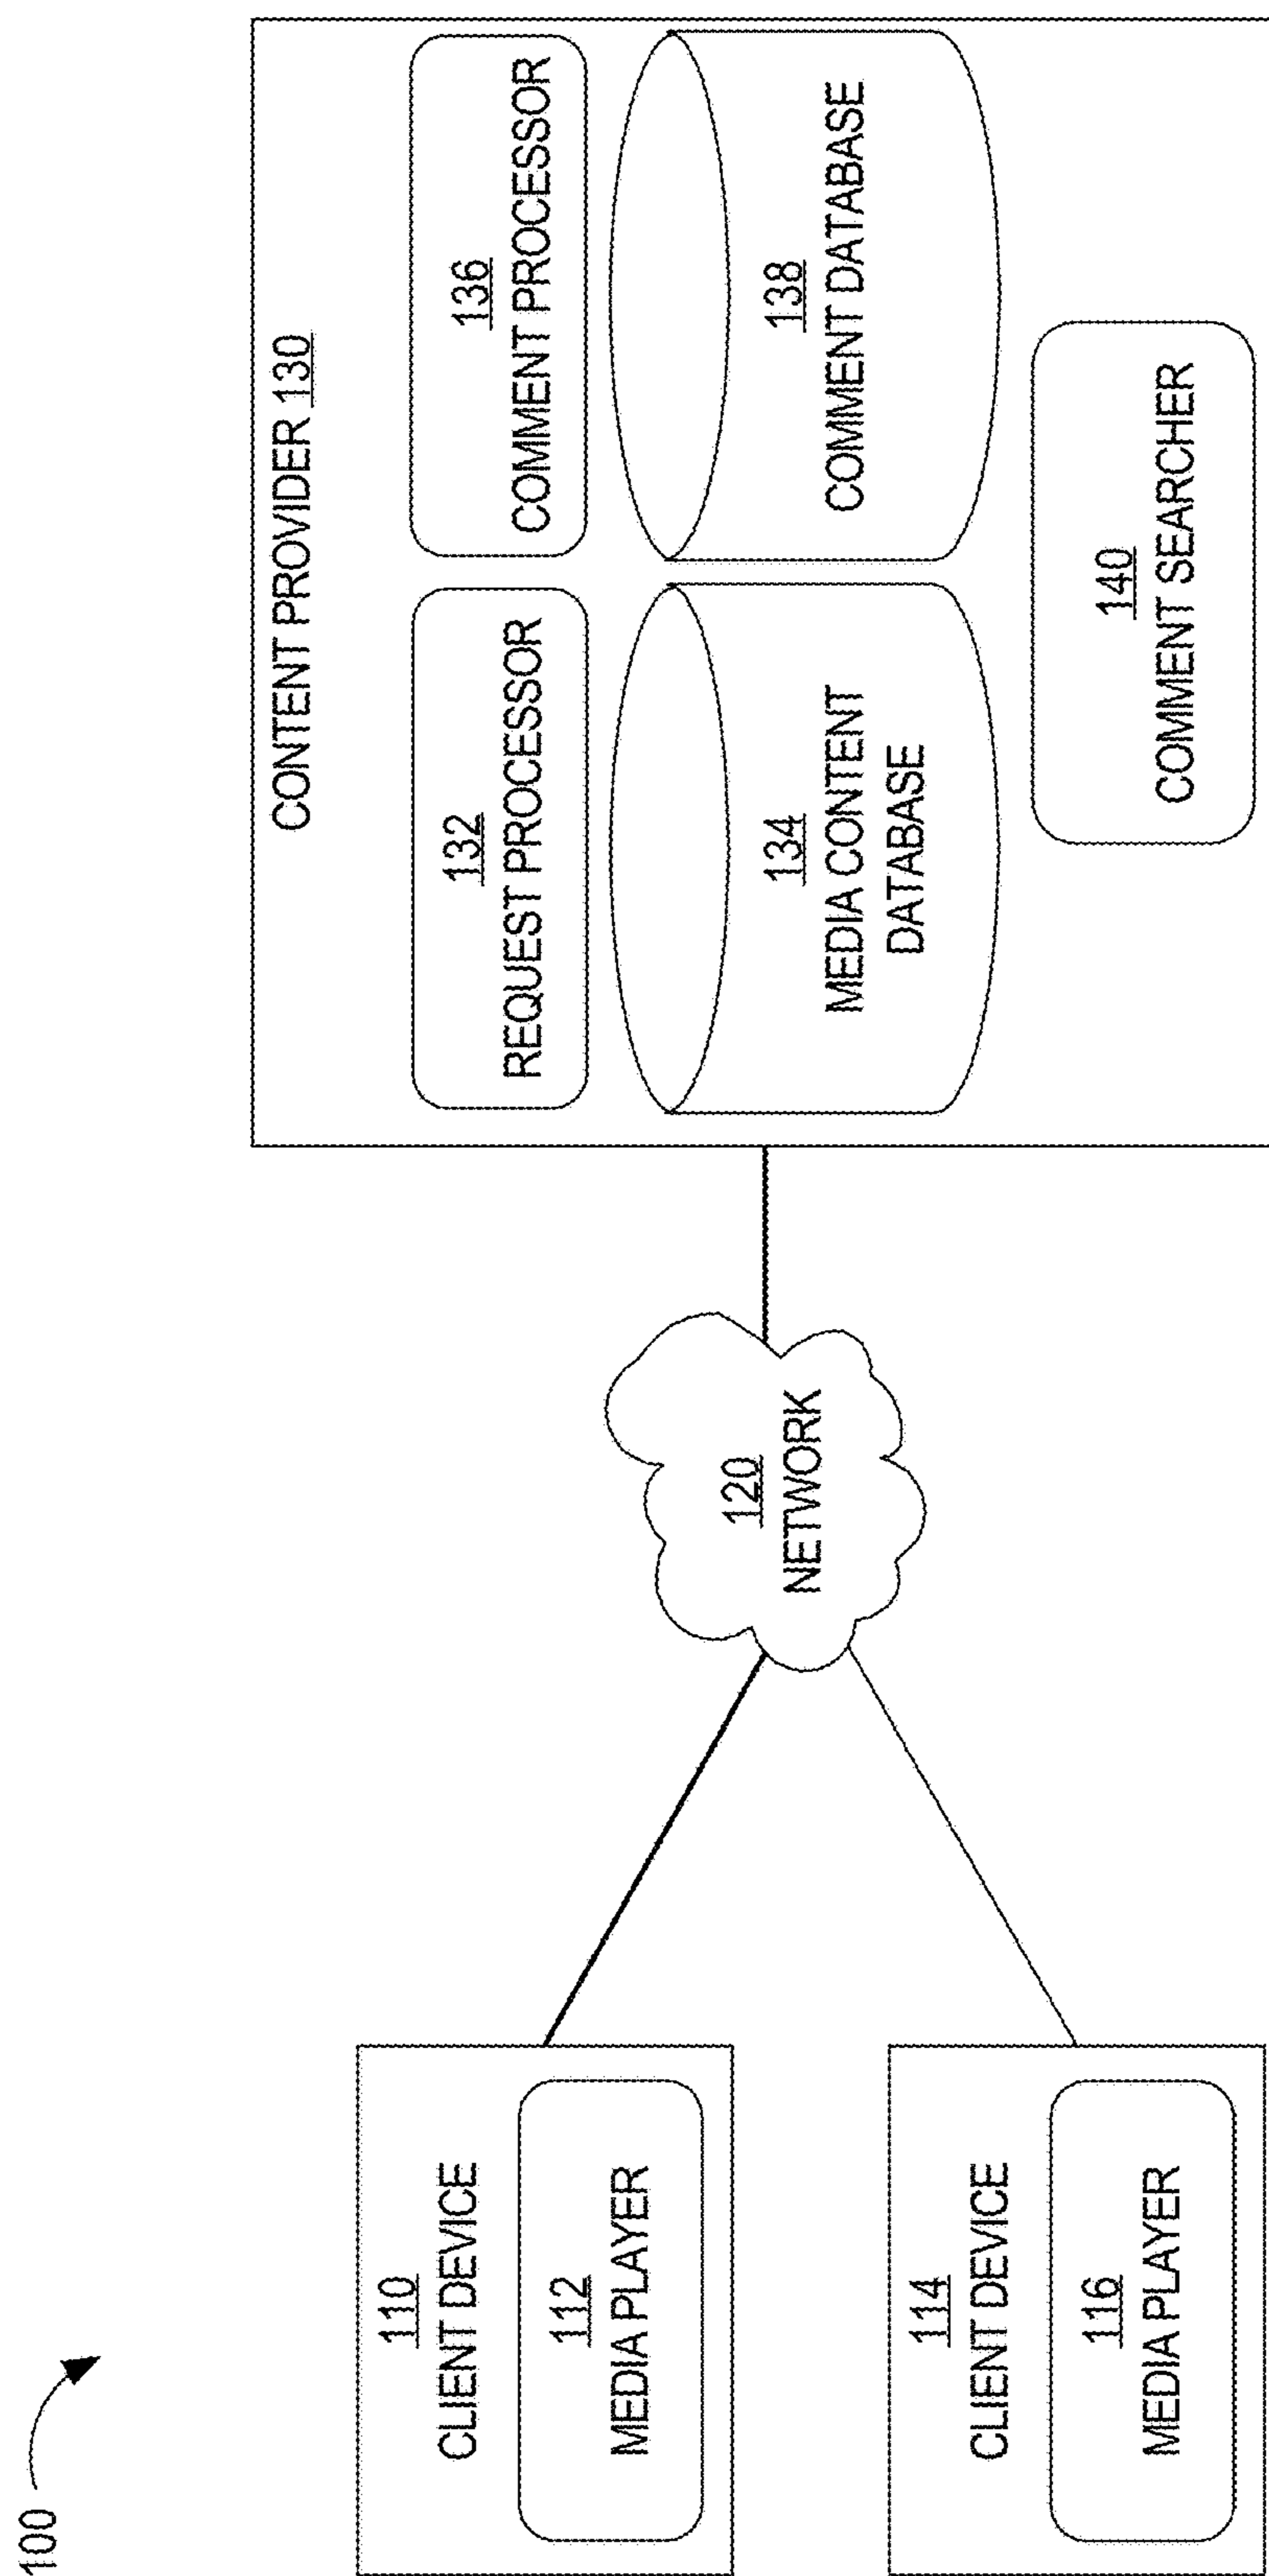 100
110
CLIENT DEVICE
112
MEDIA PLAYER
114
CLIENT DEVICE
116
MEDIA PLAYER
120
NETWORK
CONTENT PROVIDER 130
132
REQUEST PROCESSOR
136
COMMENT PROCESSOR
134
MEDIA CONTENT
DATABASE
138
COMMENT DATABASE
140
COMMENT SEARCHER